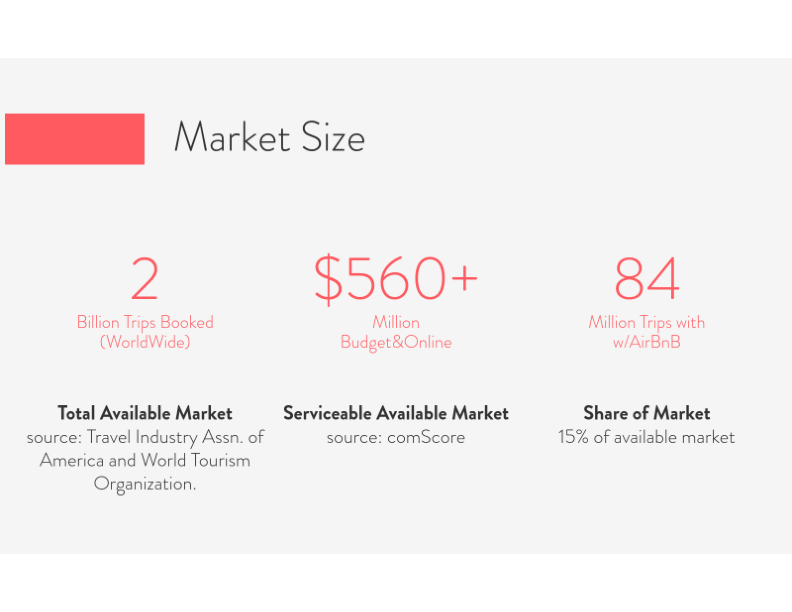 Market Size
2
Billion Trips Booked
(WorldWide)
Total Available Market
source: Travel Industry Assn. of
America and World Tourism
Organization.
$560+
Million
Budget&Online
Serviceable Available Market
source: comScore
84
Million Trips with
w/AirBnB
Share of Market
15% of available market